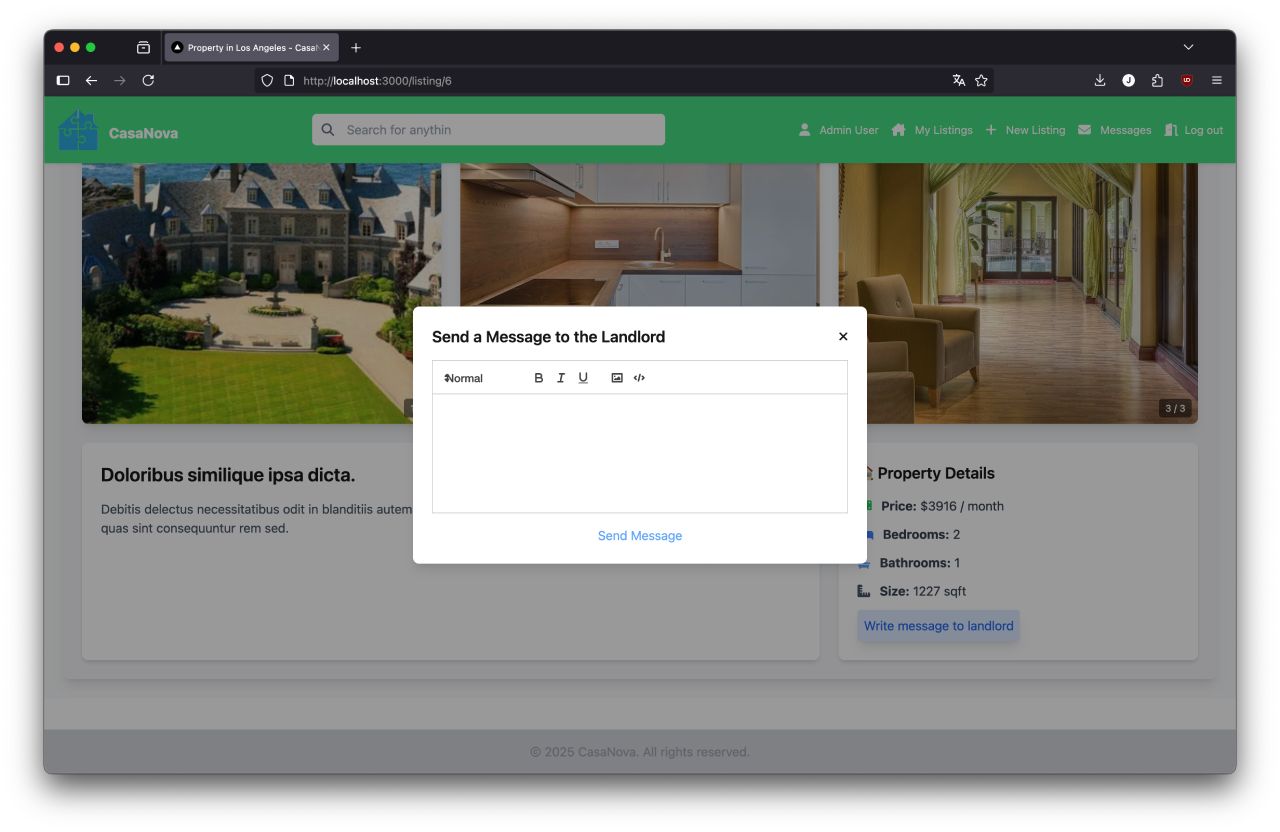 Property in Los Angeles - CasaN
http://localhost:3000/listing/6
J
CasaNova
Search for anythin
Admin User
My Listings
New Listing
Messages
Log out
3 / 3
Send a Message to the Landlord
Normal
B I U
Send Message
Doloribus similique ipsa dicta.
Debitis delectus necessitatibus odit in blanditiis autem
quas sint consequuntur rem sed.
Property Details
Price: $3916 / month
Bedrooms: 2
Bathrooms: 1
Size: 1227 sqft
Write message to landlord
© 2025 CasaNova. All rights reserved.